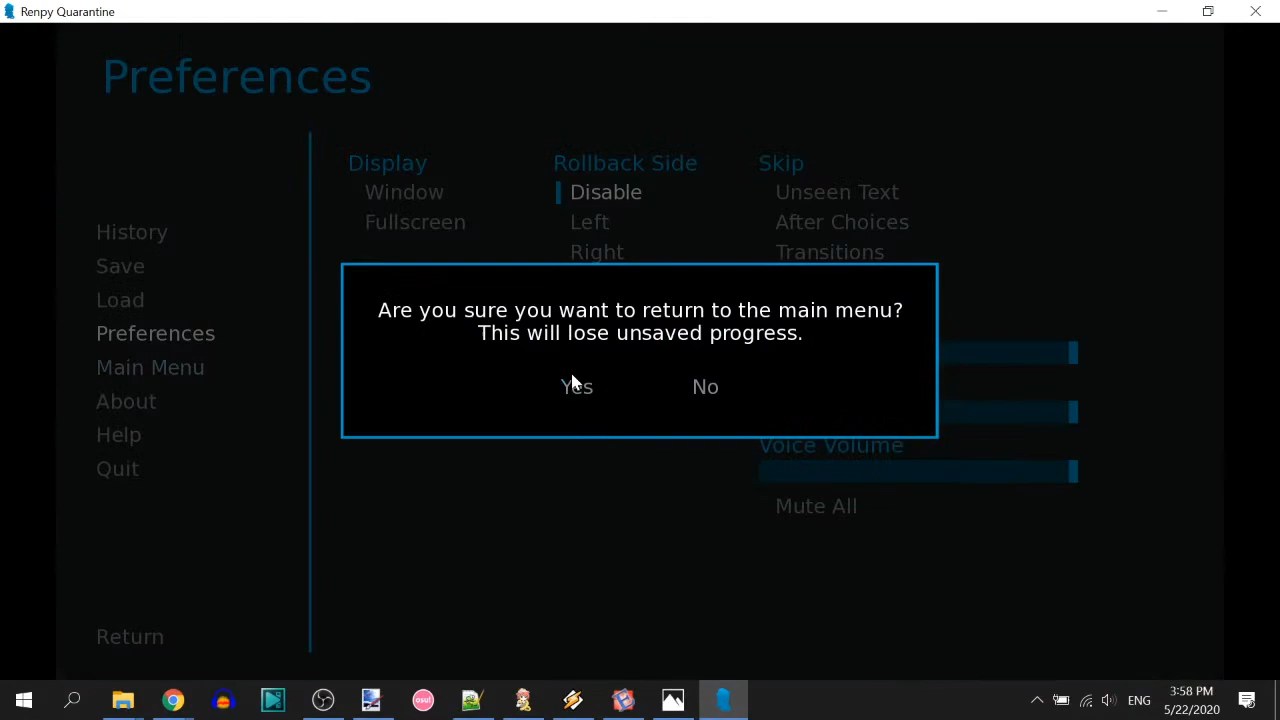 Renpy Quarantine
Preferences
Display
Rollback Side
Skip
Window
Disable
Unseen Text
Fullscreen
Left
After Choices
Right
Transitions
History
Save
Load
Preferences
Main Menu
About
Help
Quit
Return
Are you sure you want to return to the main menu?
This will lose unsaved progress.
Yes
No
Voice Volume
Mute All
osu!
ENG
3:58 PM
5/22/2020